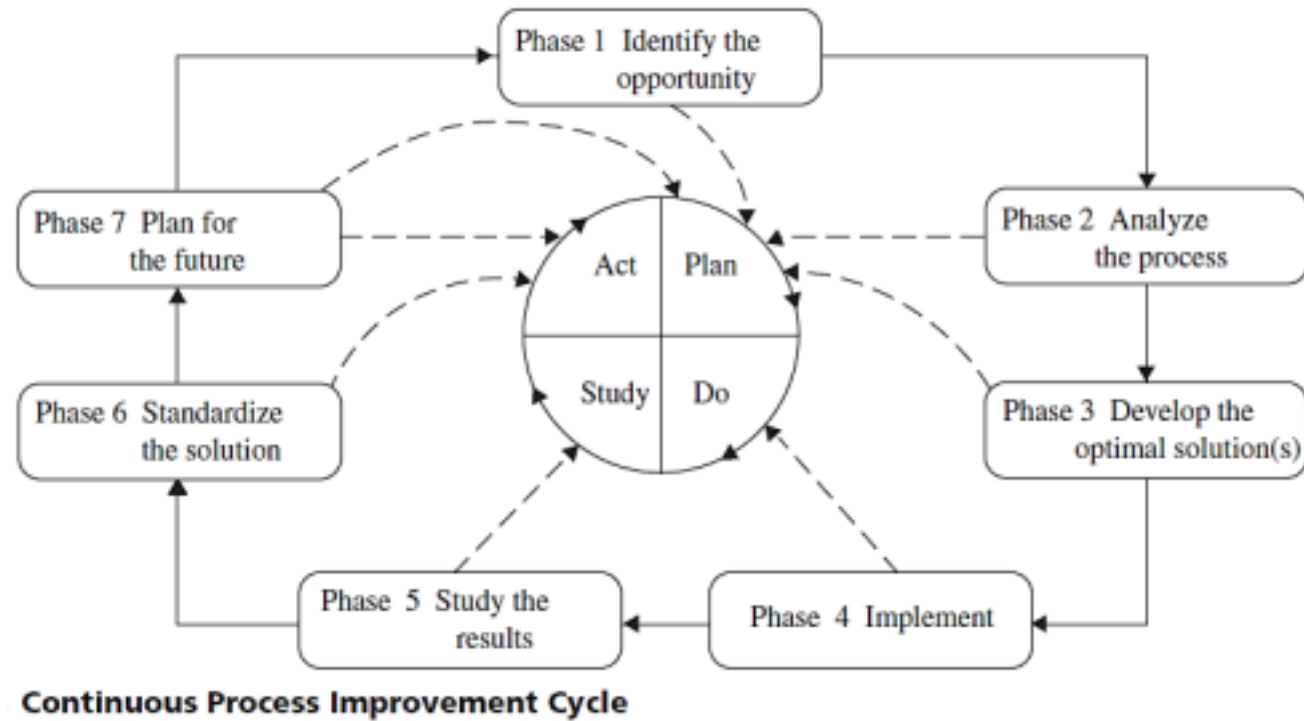 Phase 1 Identify the
opportunity
Phase 7 Plan for
the future
Phase 2 Analyze
the process
Act
Plan
Study
Do
Phase 6 Standardize
the solution
Phase 3 Develop the
optimal solution(s)
Phase 5 Study the
results
Phase 4 Implement
Continuous Process Improvement Cycle